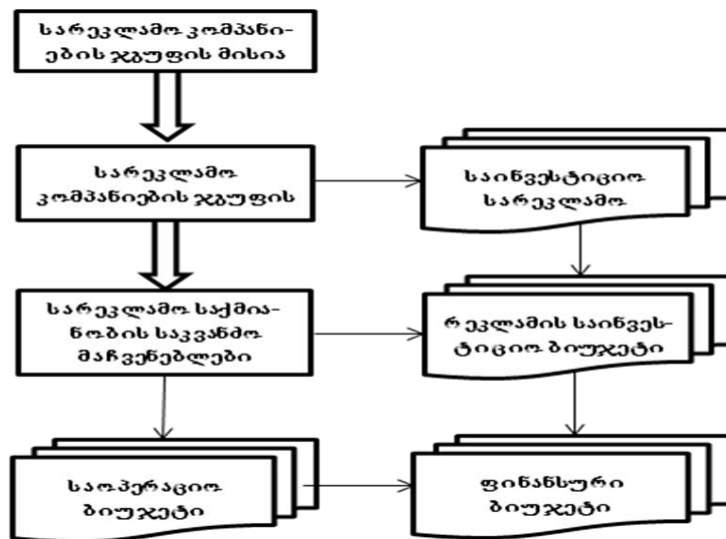 სარეკლამო კომპანი-
ების ჯგუფის მისია
სარეკლამო
კომპანიების ჯგუფის
საინვესტიციო
სარეკლამო
სარეკლამო საქმია-
ნობის საკვანძო
მაჩვენებლები
რეკლამის საინვეს-
ტიციო ბიუჯეტი
საოპერაციო
ბიუჯეტი
ფინანსური
ბიუჯეტი